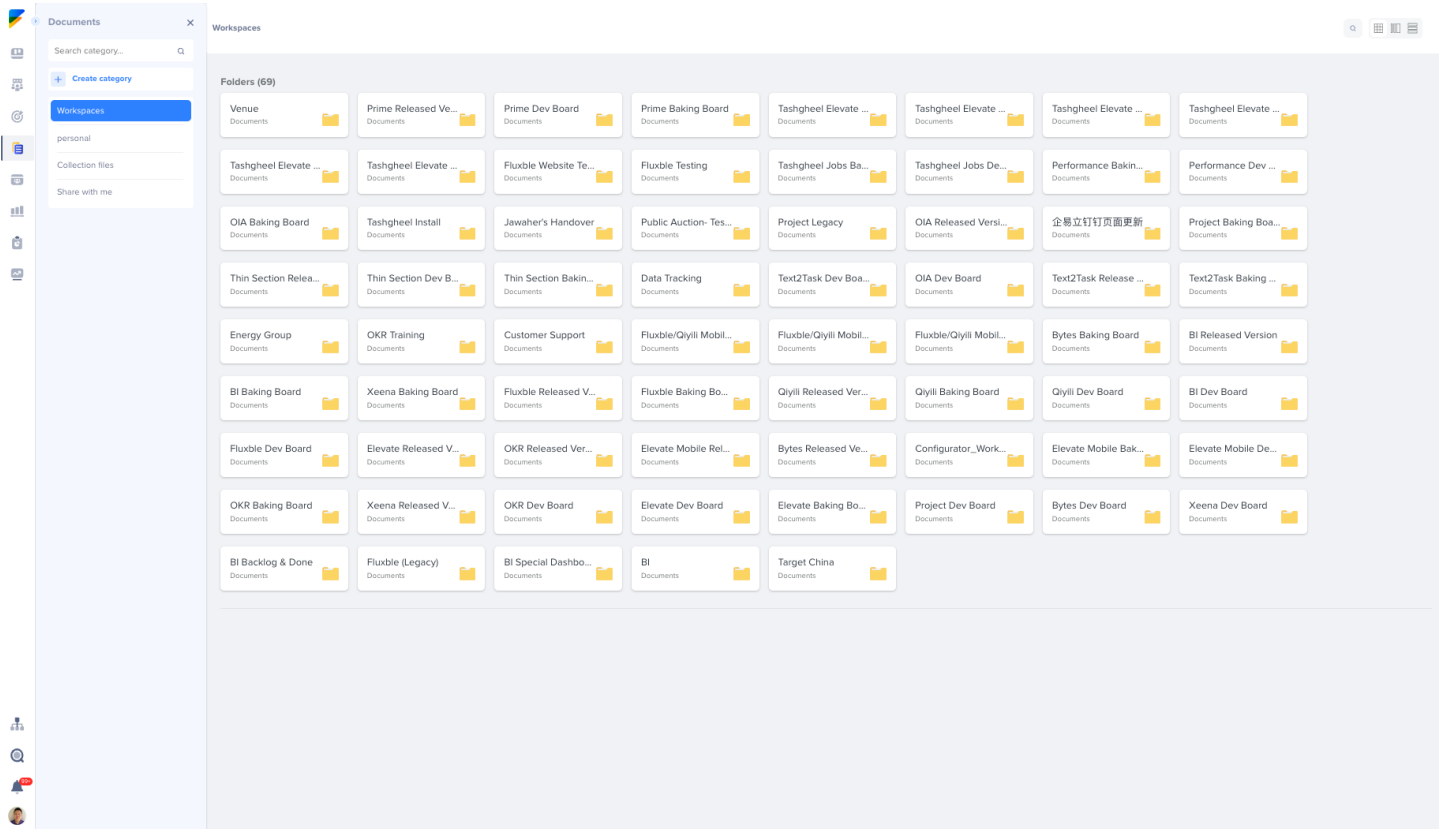 Documents
Search category...
Create category
Workspaces
personal
Collection files
Share with me
99+
Workspaces
Folders (69)
Venue
Documents
Prime Released Ve...
Documents
Prime Dev Board
Documents
Prime Baking Board
Documents
Tashgheel Elevate ...
Documents
Tashgheel Elevate ...
Documents
Tashgheel Elevate ...
Documents
Tashgheel Elevate ...
Documents
Tashgheel Elevate ...
Documents
Tashgheel Elevate ...
Documents
Fluxble Website Te...
Documents
Fluxble Testing
Documents
Tashgheel Jobs Ba...
Documents
Tashgheel Jobs De...
Documents
Performance Bakin...
Documents
Performance Dev ...
Documents
OIA Baking Board
Documents
Tashgheel Install
Documents
Jawaher's Handover
Documents
Public Auction- Tes...
Documents
Project Legacy
Documents
OIA Released Versi...
Documents
企易立钉钉页面更新
Documents
Project Baking Boa...
Documents
Thin Section Relea...
Documents
Thin Section Dev B...
Documents
Thin Section Bakin...
Documents
Data Tracking
Documents
Text2Task Dev Boa...
Documents
OIA Dev Board
Documents
Text2Task Release ...
Documents
Text2Task Baking ...
Documents
Energy Group
Documents
OKR Training
Documents
Customer Support
Documents
Fluxble/Qiyili Mobil...
Documents
Fluxble/Qiyili Mobil...
Documents
Fluxble/Qiyili Mobil...
Documents
Bytes Baking Board
Documents
BI Released Version
Documents
BI Baking Board
Documents
Xeena Baking Board
Documents
Fluxble Released V...
Documents
Fluxble Baking Bo...
Documents
Qiyili Released Ver...
Documents
Qiyili Baking Board
Documents
Qiyili Dev Board
Documents
BI Dev Board
Documents
Fluxble Dev Board
Documents
Elevate Released V...
Documents
OKR Released Ver...
Documents
Elevate Mobile Rel...
Documents
Bytes Released Ve...
Documents
Configurator_Work...
Documents
Elevate Mobile Bak...
Documents
Elevate Mobile De...
Documents
OKR Baking Board
Documents
Xeena Released V...
Documents
OKR Dev Board
Documents
Elevate Dev Board
Documents
Elevate Baking Bo...
Documents
Project Dev Board
Documents
Bytes Dev Board
Documents
Xeena Dev Board
Documents
BI Backlog & Done
Documents
Fluxble (Legacy)
Documents
BI Special Dashbo...
Documents
BI
Documents
Target China
Documents